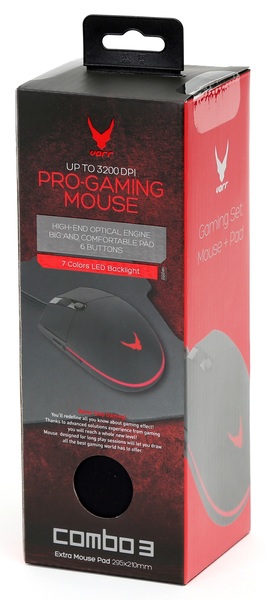 VARR
UP TO 3200 DPI
PRO-GAMING
MOUSE
HIGH-END OPTICAL ENGINE
BIG AND COMFORTABLE PAD
6 BUTTONS
7 Colors LED Backlight
Gaming Set
Mouse + Pad
You'll redefine all you know about gaming effect!
Thanks to advanced solutions experience from gaming
you will reach a whole new level!
Mouse designed for long play sessions will let you draw
all the best gaming world has in offer.
combo 3
Extra Mouse Pad 295x210mm